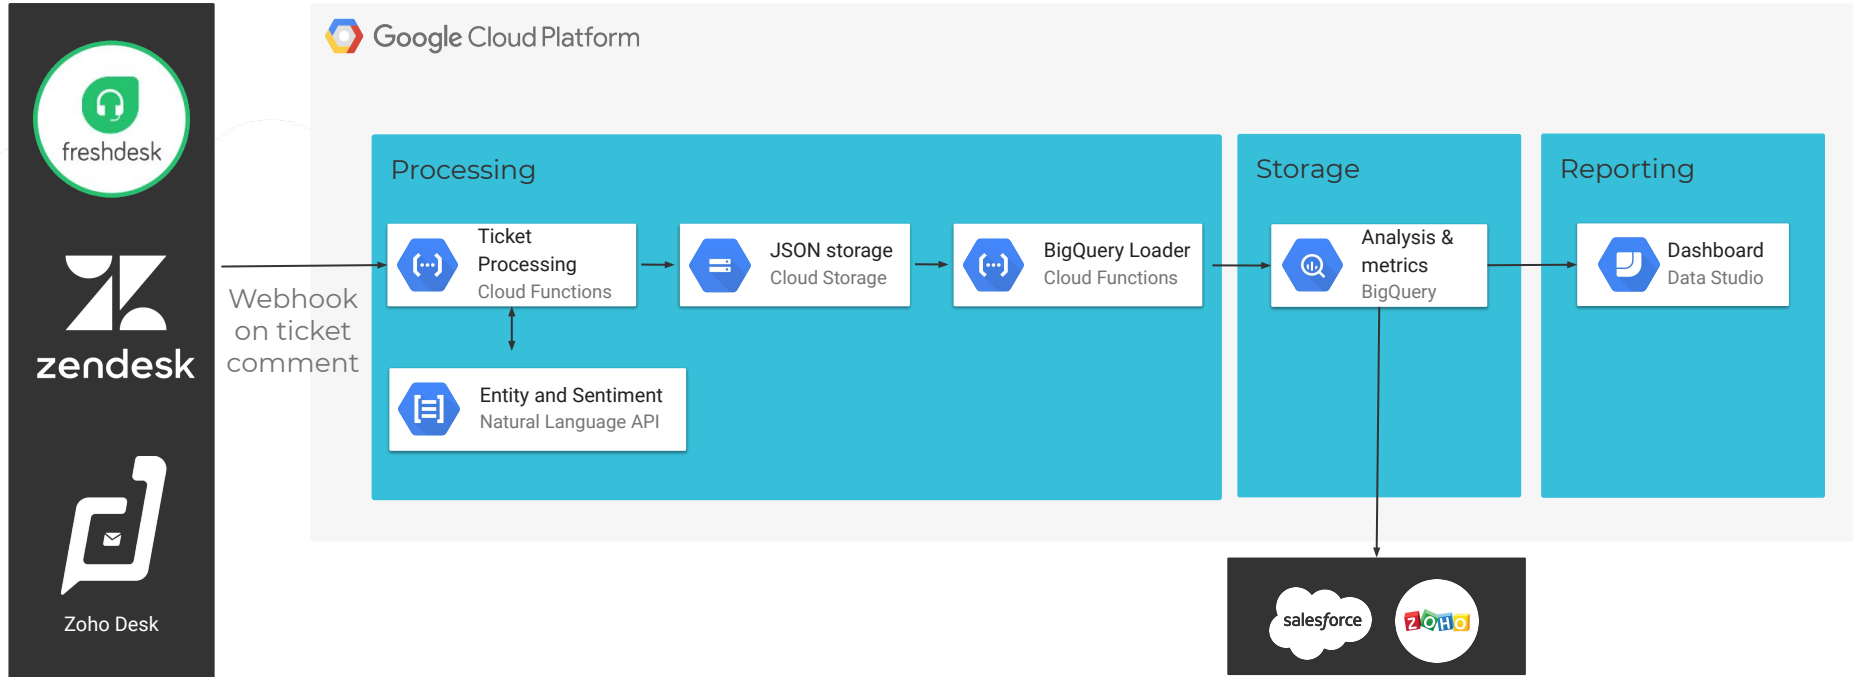 freshdesk
zendesk
Zoho Desk
Webhook
on ticket
comment
Google Cloud Platform
Processing
Ticket
Processing
Cloud Functions
JSON storage
Cloud Storage
BigQuery Loader
Cloud Functions
Entity and Sentiment
Natural Language API
Storage
Analysis &
metrics
BigQuery
Reporting
Dashboard
Data Studio
salesforce
ZOHO